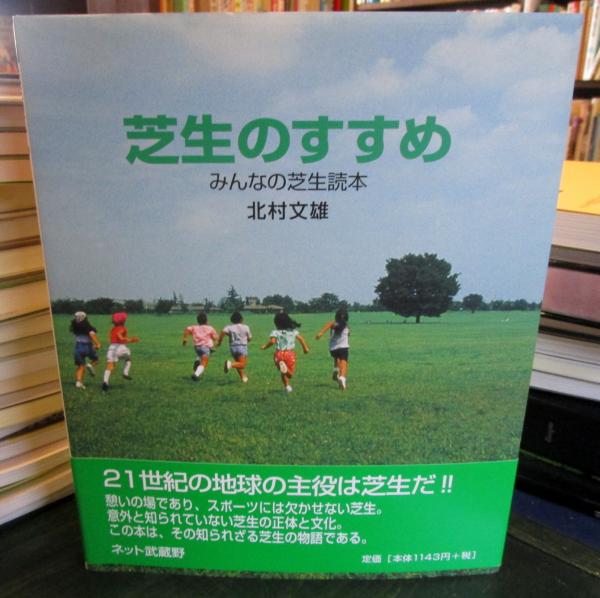 芝生のすすめ
みんなの芝生読本
北村文雄
21世紀の地球の主役は芝生だ!!
憩いの場であり、スポーツには欠かせない芝生。
意外と知られていない芝生の正体と文化。
この本は、その知られざる芝生の物語である。
ネット武蔵野
定価[本体1143円+税]